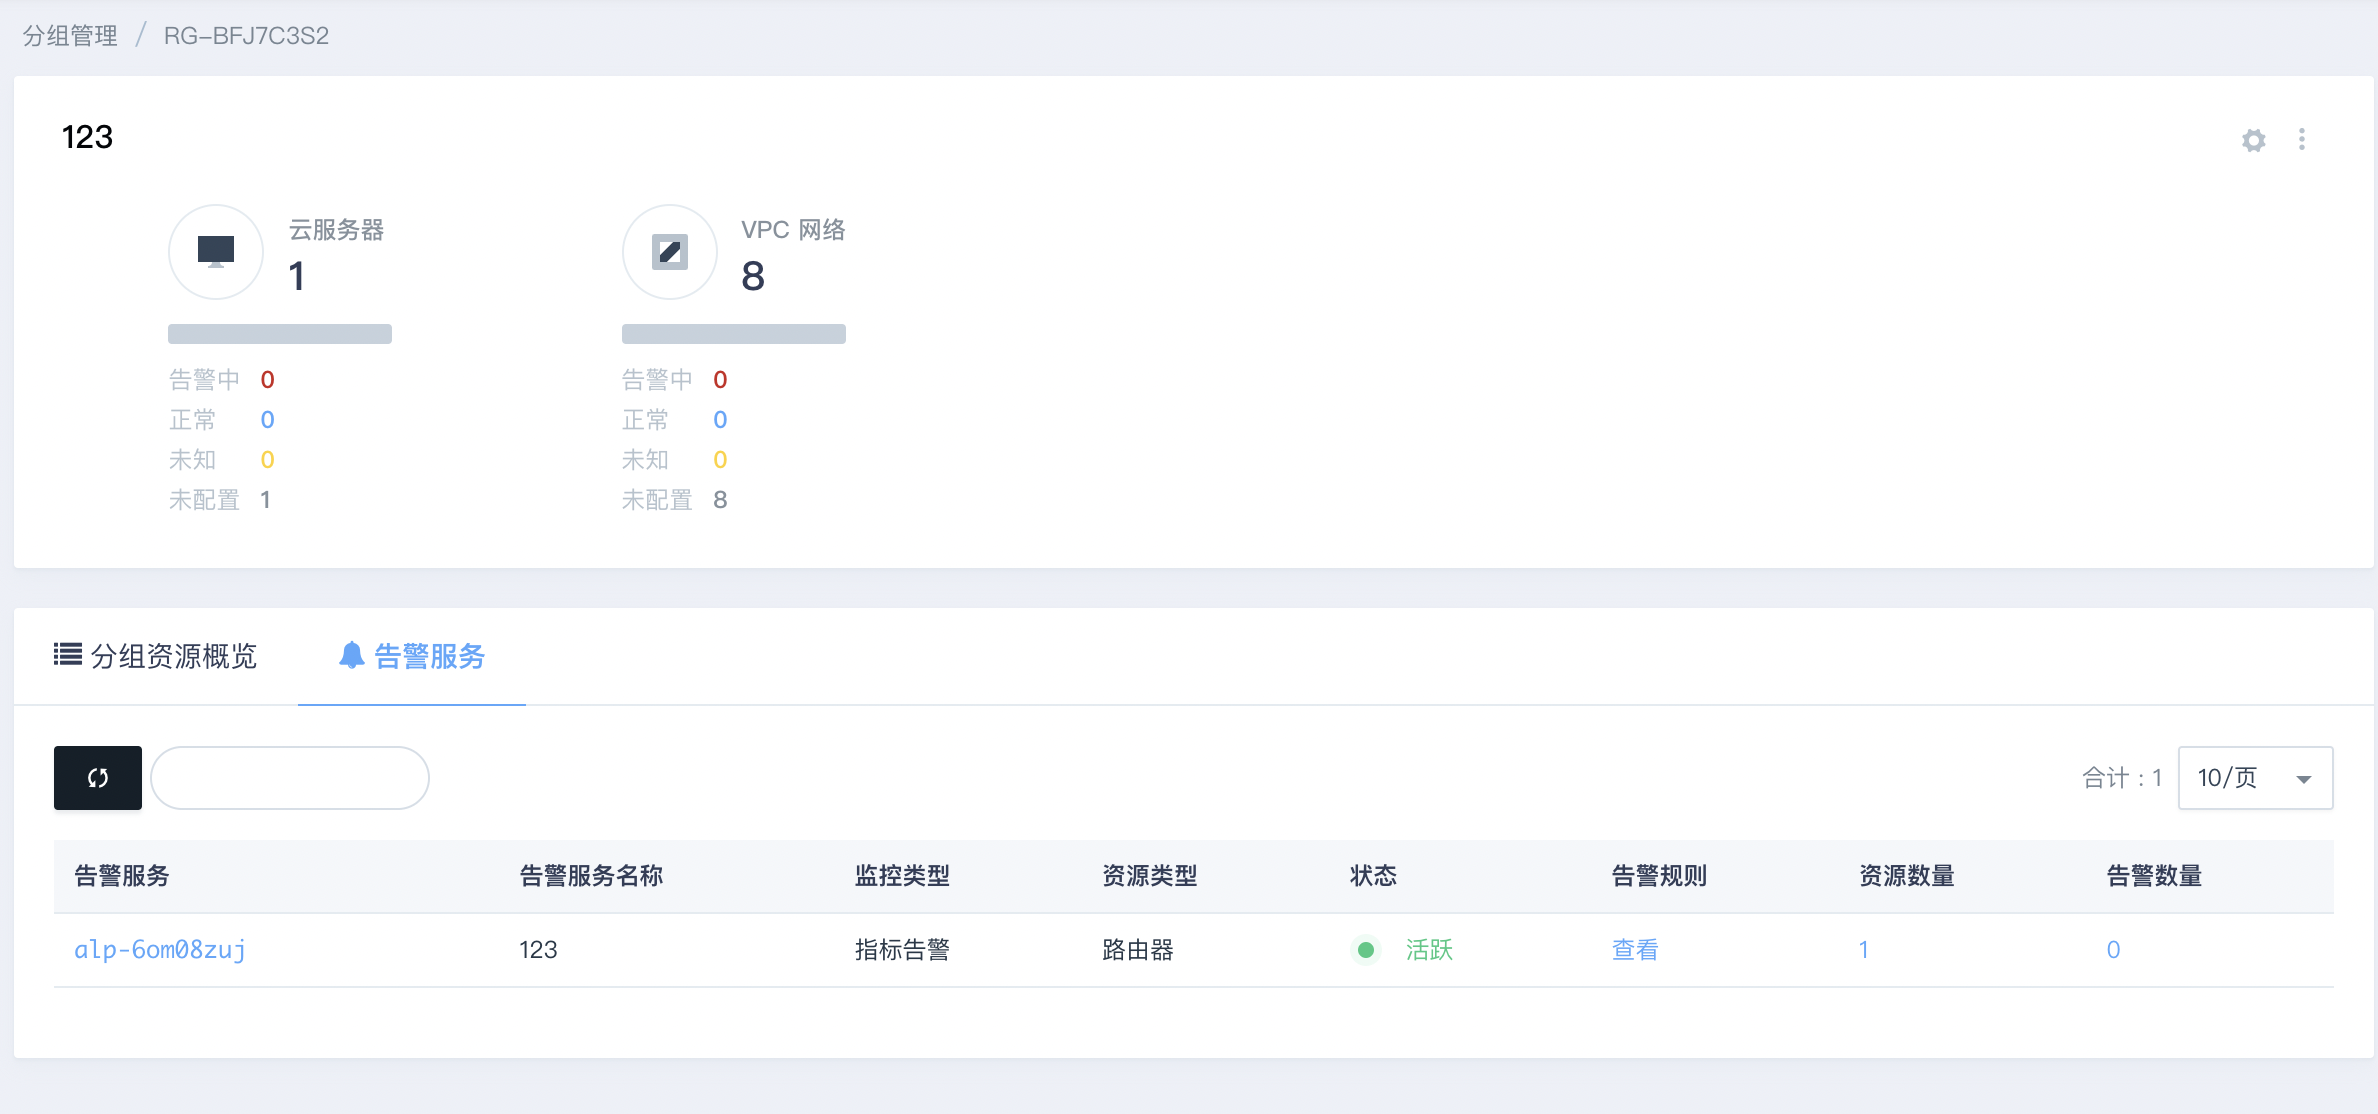 分组管理 / RG-BFJ7C3S2
123
云服务器 VPC 网络
1 8
告警中 0 告警中 0
正常 0 正常 0
未知 0 未知 0
未配置 1 未配置 8
分组资源概览 告警服务
合计：1 10/页
告警服务 告警服务名称 监控类型 资源类型 状态 告警规则 资源数量 告警数量
alp-6om08zuj 123 指标告警 路由器 活跃 查看 1 0